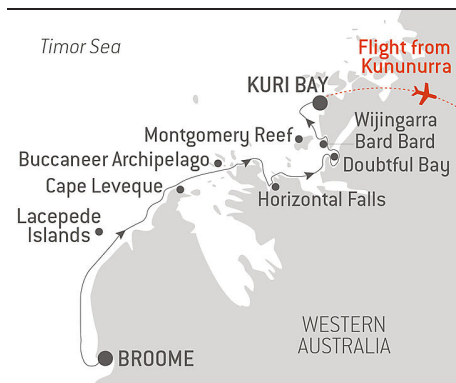 Timor Sea
Flight from
Kununurra
KURI BAY
Wijingarra
Bard Bard
Montgomery Reef
Doubtful Bay
Buccaneer Archipelago
Cape Leveque
Horizontal Falls
Lacepede
Islands
WESTERN
AUSTRALIA
BROOME